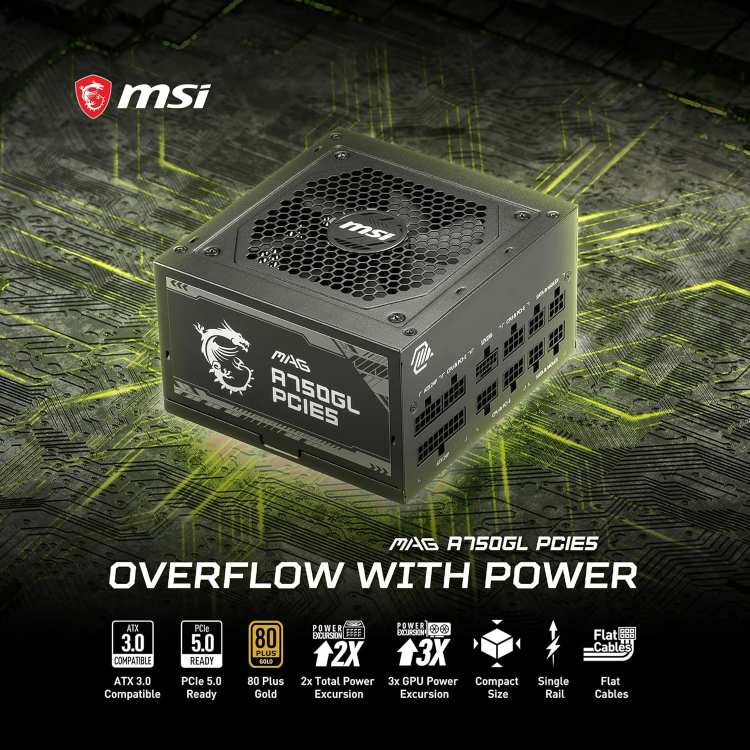 msi
msi
MAG
A750GL
PCIE5
MAG A750GL PCIE5
OVERFLOW WITH POWER
ATX
3.0
COMPATIBLE
ATX 3.0
Compatible
PCIe
5.0
READY
PCIe 5.0
Ready
80
PLUS
GOLD
80 Plus
Gold
POWER
EXCURSION
2X
2x Total Power
Excursion
POWER
EXCURSION
3X
3x GPU Power
Excursion
Compact
Size
Single
Rail
Flat
Cables
Flat
Cables